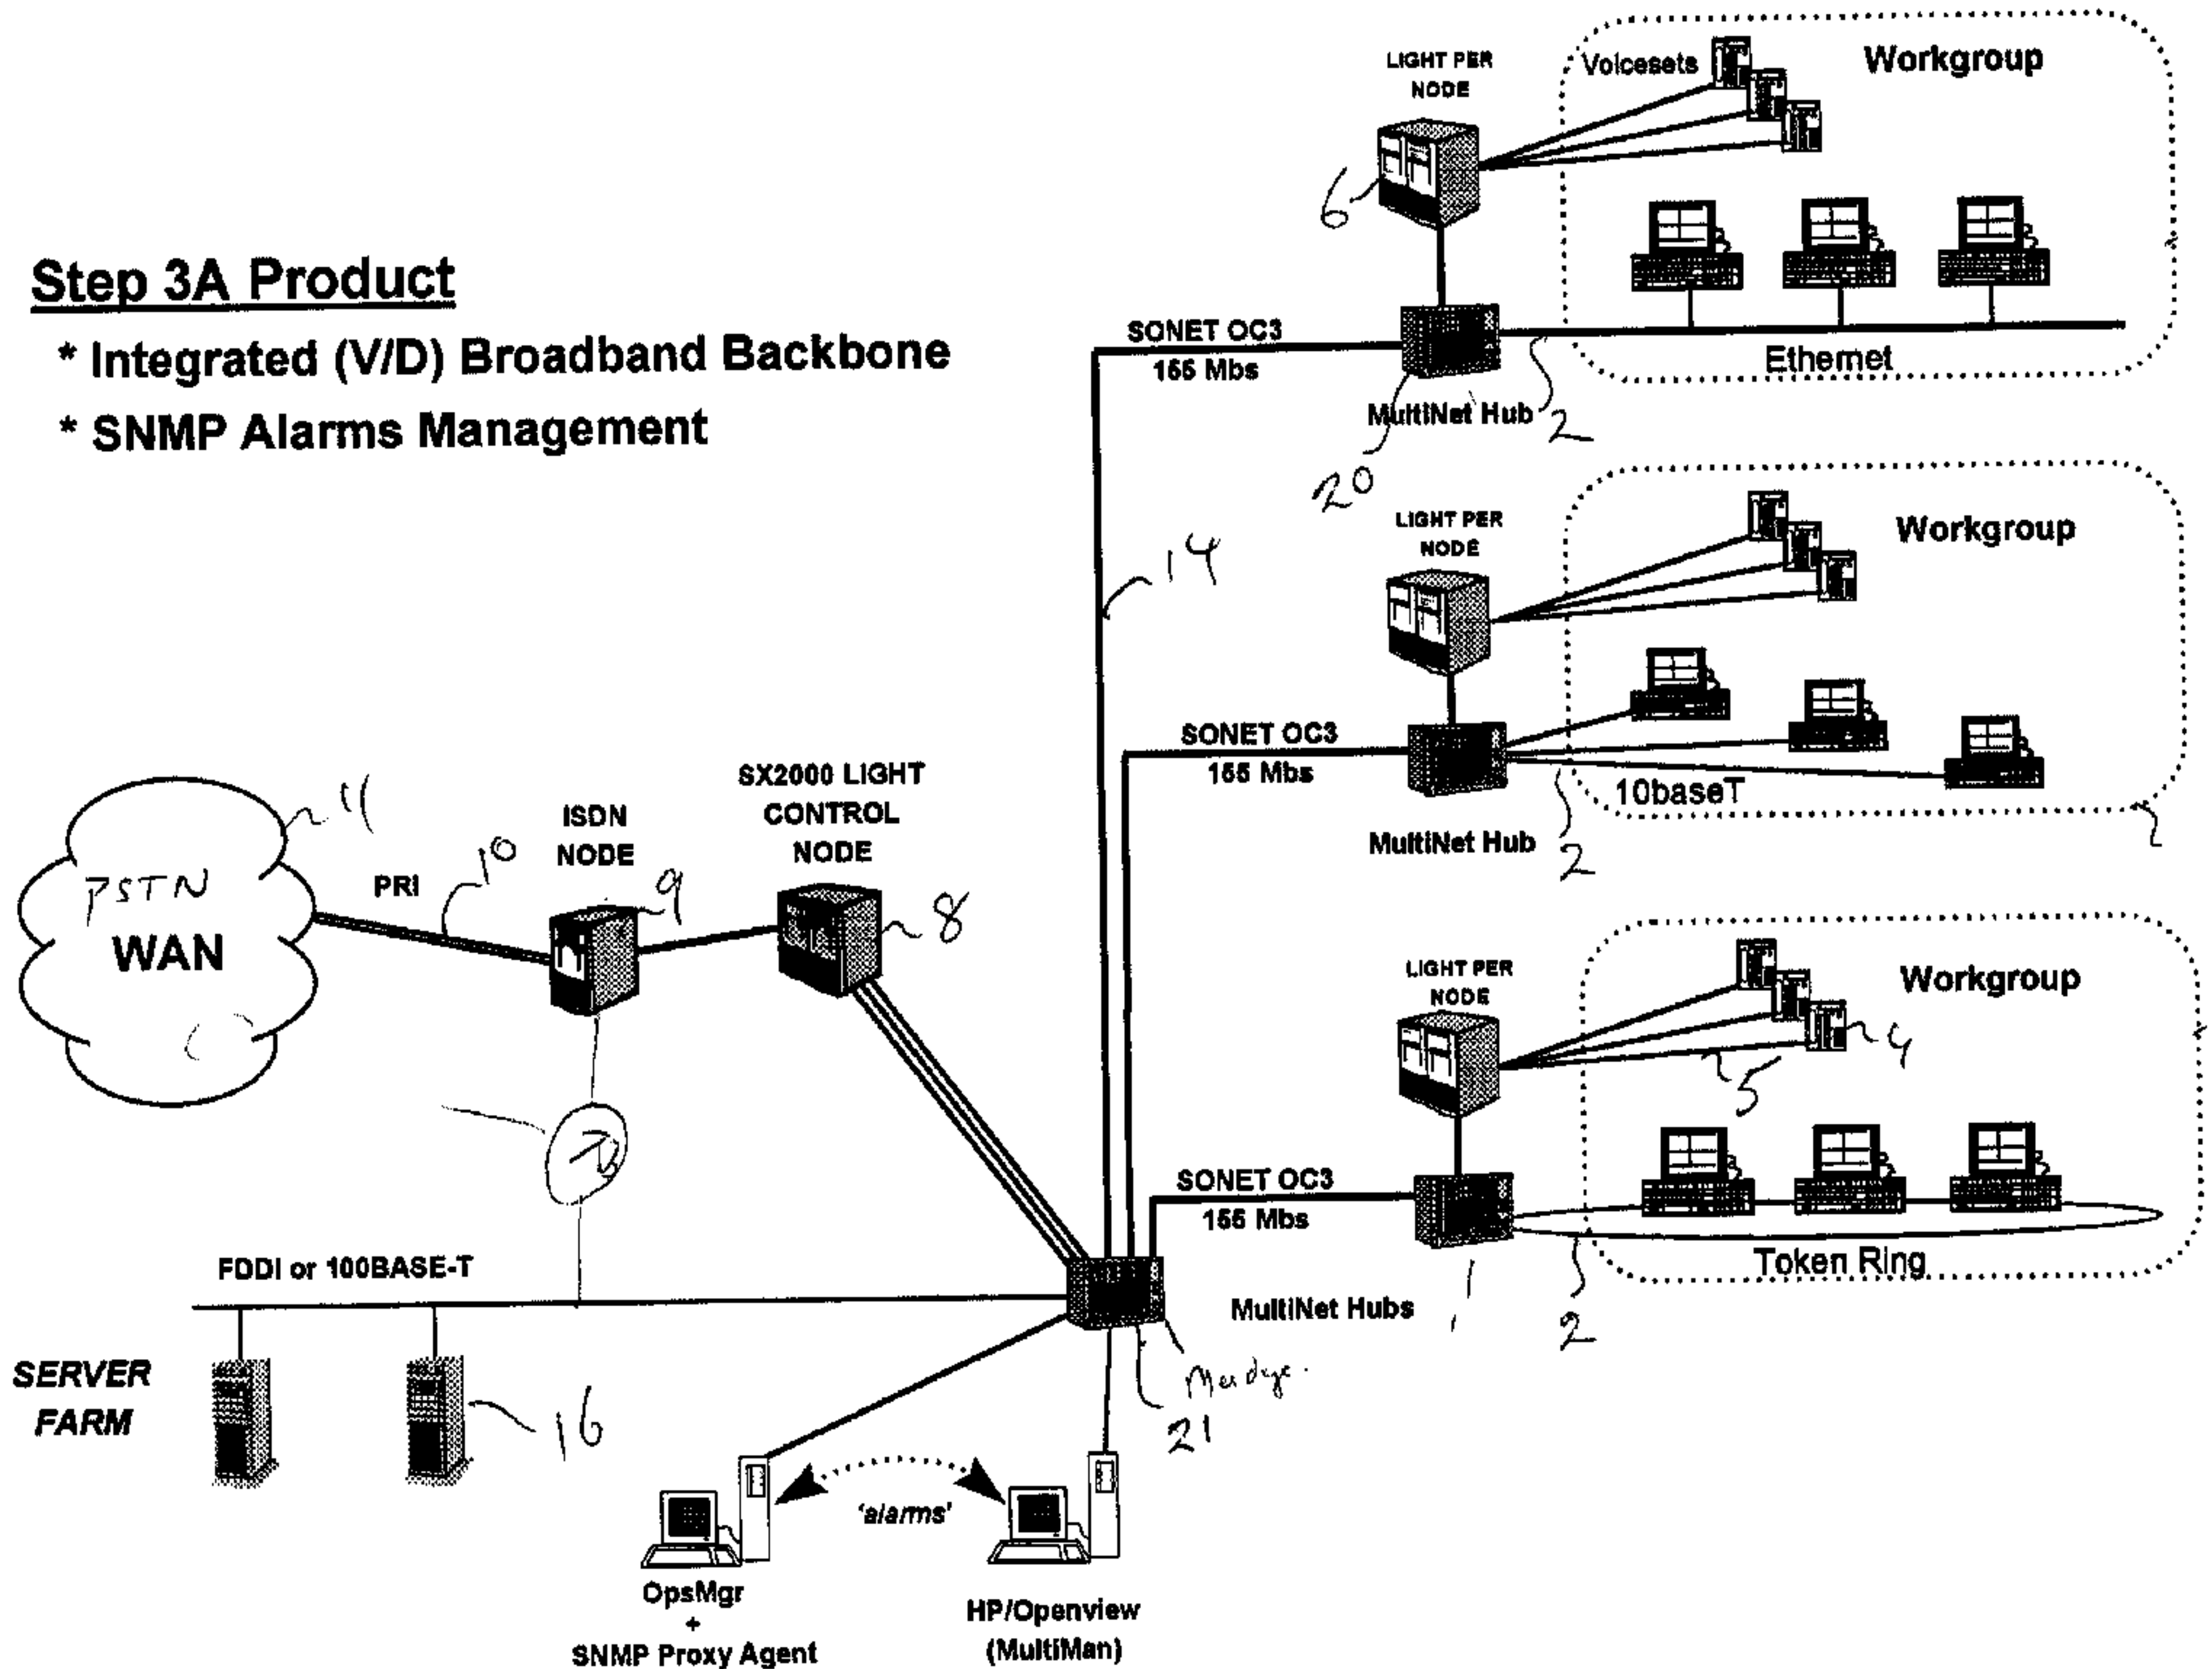 Step 3A Product
* Integrated (V/D) Broadband Backbone
* SNMP Alarms Management
LIGHT PER
NODE
Voicesets
Workgroup
6
SONET OC3
155 Mbs
Ethernet
MultiNet Hub
2
20
LIGHT PER
NODE
Workgroup
14
SONET OC3
155 Mbs
10baseT
MultiNet Hub
2
11
PSTN
WAN
PRI
10
ISDN
NODE
9
SX2000 LIGHT
CONTROL
NODE
8
LIGHT PER
NODE
Workgroup
4
5
SONET OC3
155 Mbs
Token Ring
2
MultiNet Hubs
FDDI or 100BASE-T
21
SERVER
FARM
16
'alarms'
OpsMgr
+
SNMP Proxy Agent
HP/Openview
(MultiMan)